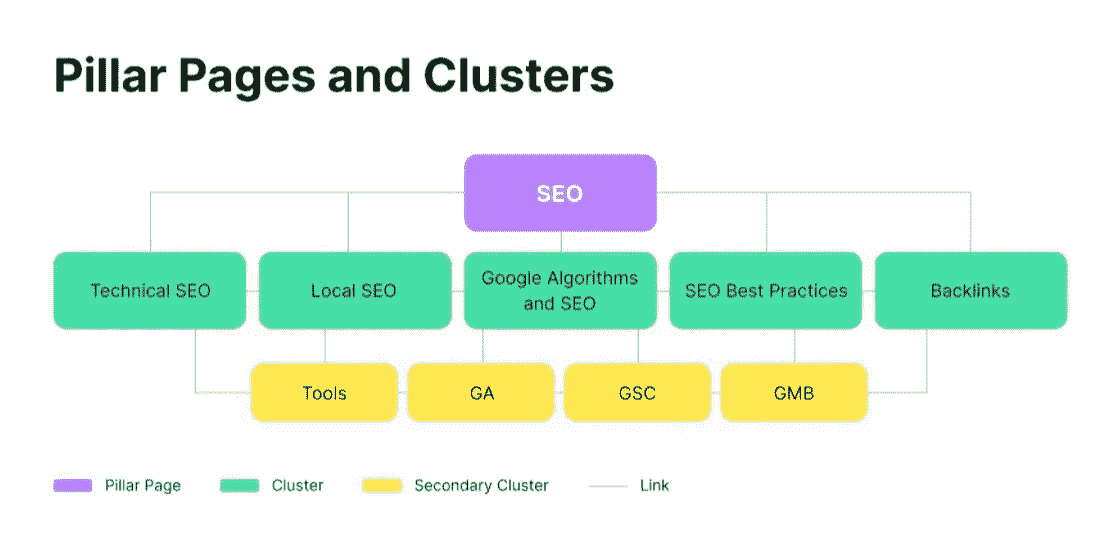 Pillar Pages and Clusters
SEO
Technical SEO
Local SEO
Google Algorithms
and SEO
SEO Best Practices
Backlinks
Tools
GA
GSC
GMB
Pillar Page
Cluster
Secondary Cluster
Link